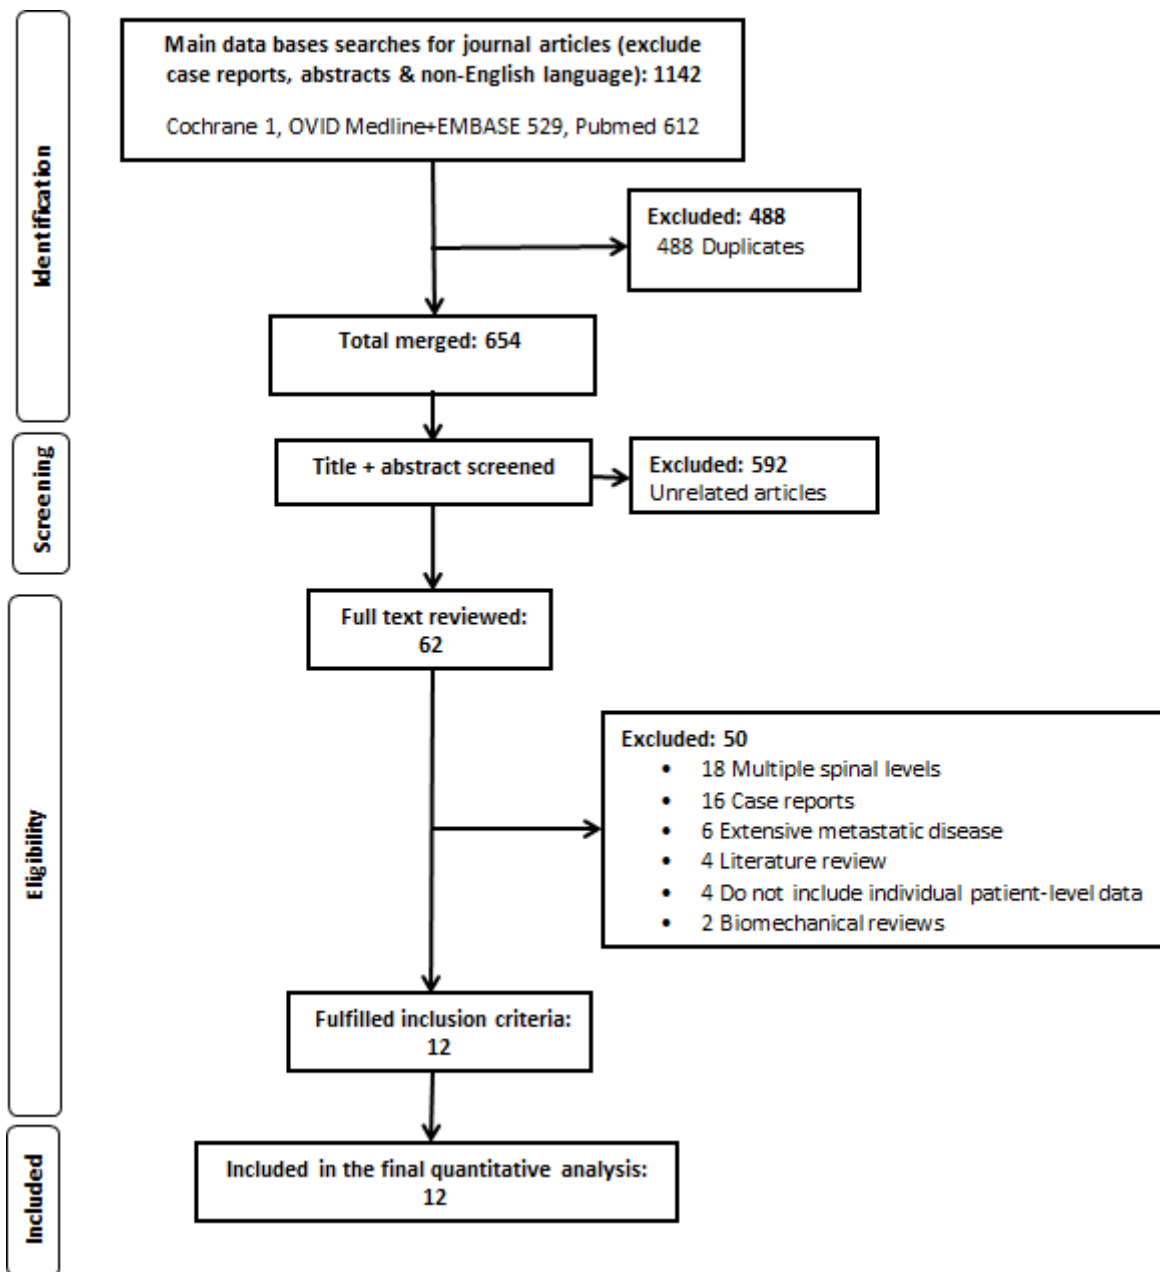 Identification
Main data bases searches for journal articles (exclude
case reports, abstracts & non-English language): 1142
Cochrane 1, OVID Medline+EMBASE 529, Pubmed 612
Excluded: 488
488 Duplicates
Total merged: 654
Screening
Title + abstract screened
Excluded: 592
Unrelated articles
Eligibility
Full text reviewed:
62
Excluded: 50
• 18 Multiple spinal levels
• 16 Case reports
• 6 Extensive metastatic disease
• 4 Literature review
• 4 Do not include individual patient-level data
• 2 Biomechanical reviews
Fulfilled inclusion criteria:
12
Included
Included in the final quantitative analysis:
12